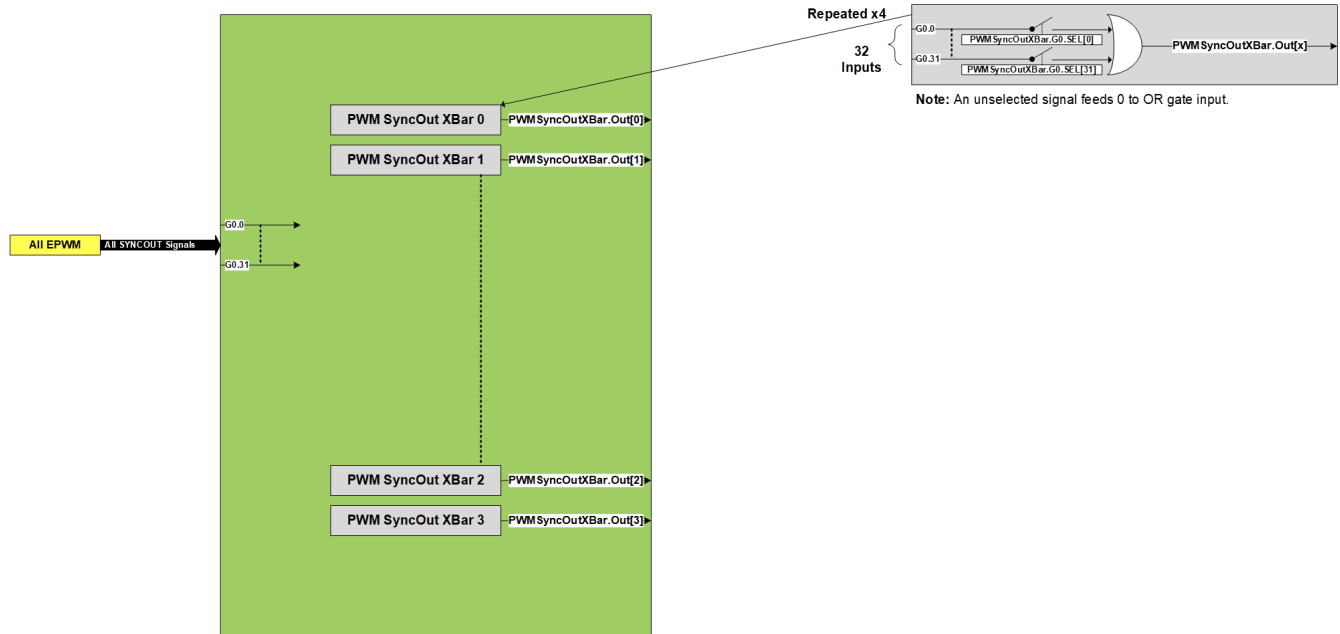 Repeated x4
G0.0
PWMSyncOutXBar.G0.SEL[0]
32
Inputs
G0.31
PWMSyncOutXBar.G0.SEL[31]
PWMSyncOutXBar.Out[x]
Note: An unselected signal feeds 0 to OR gate input.
PWM SyncOut XBar 0
PWMSyncOutXBar.Out[0]
PWM SyncOut XBar 1
PWMSyncOutXBar.Out[1]
G0.0
All EPWM
All SYNCOUT Signals
G0.31
PWM SyncOut XBar 2
PWMSyncOutXBar.Out[2]
PWM SyncOut XBar 3
PWMSyncOutXBar.Out[3]